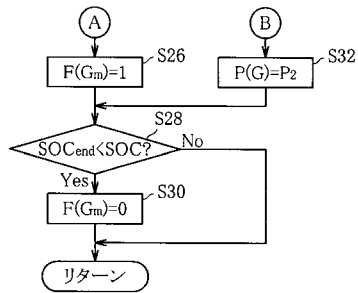 A
B
S26
F(Gm)=1
S32
P(G)=P2
S28
SOCend<SOC?
No
Yes
S30
F(Gm)=0
リターン